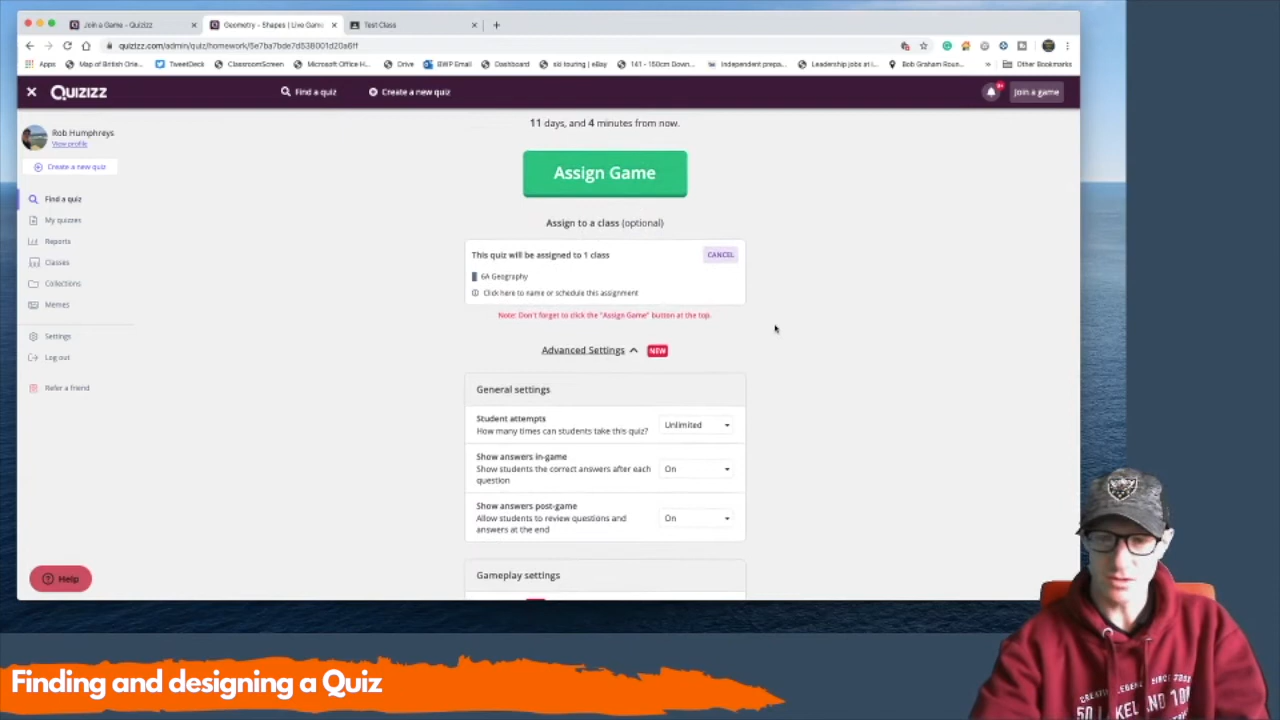 Join a Game - Quizizz
Geometry - Shapes | Live Game
Test Class
quizizz.com/admin/quiz/homework/5e7ba7bde7d538001d20a6ff
Apps
Map of British Orie...
TweetDeck
ClassroomScreen
Microsoft Office H...
Drive
BWP Email
Dashboard
ski touring | eBay
141 - 150cm Down...
Independent prepa...
Leadership jobs at i...
Bob Graham Roun...
»
Other Bookmarks
Quizizz
Find a quiz
Create a new quiz
Join a game
Rob Humphreys
View profile
Create a new quiz
Find a quiz
My quizzes
Reports
Classes
Collections
Memes
Settings
Log out
Refer a friend
Help
11 days, and 4 minutes from now.
Assign Game
Assign to a class (optional)
This quiz will be assigned to 1 class
CANCEL
6A Geography
Click here to name or schedule this assignment
Note: Don't forget to click the "Assign Game" button at the top.
Advanced Settings
NEW
General settings
Student attempts
How many times can students take this quiz?
Unlimited
Show answers in-game
Show students the correct answers after each
question
On
Show answers post-game
Allow students to review questions and
answers at the end
On
Gameplay settings
Finding and designing a Quiz